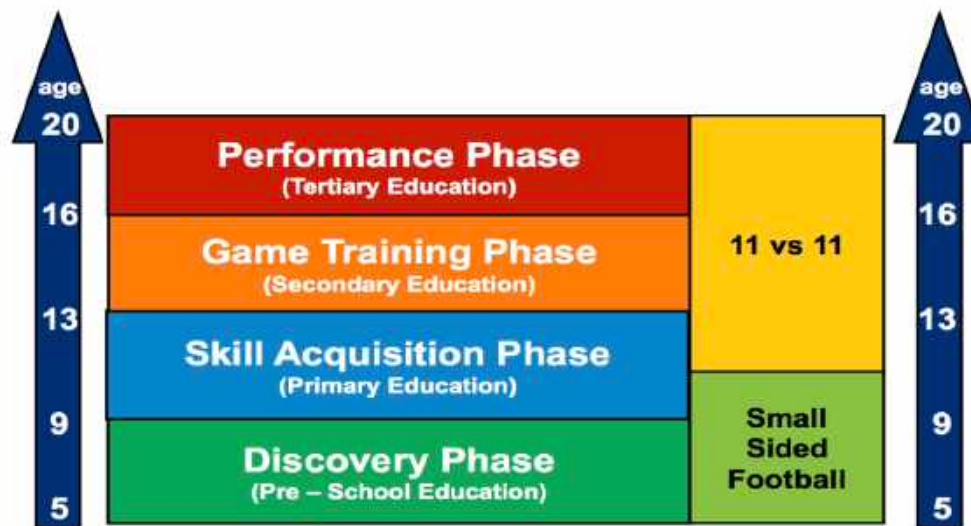 age
20
16
13
9
5
Performance Phase
(Tertiary Education)
Game Training Phase
(Secondary Education)
Skill Acquisition Phase
(Primary Education)
Discovery Phase
(Pre – School Education)
11 vs 11
Small
Sided
Football
age
20
16
13
9
5